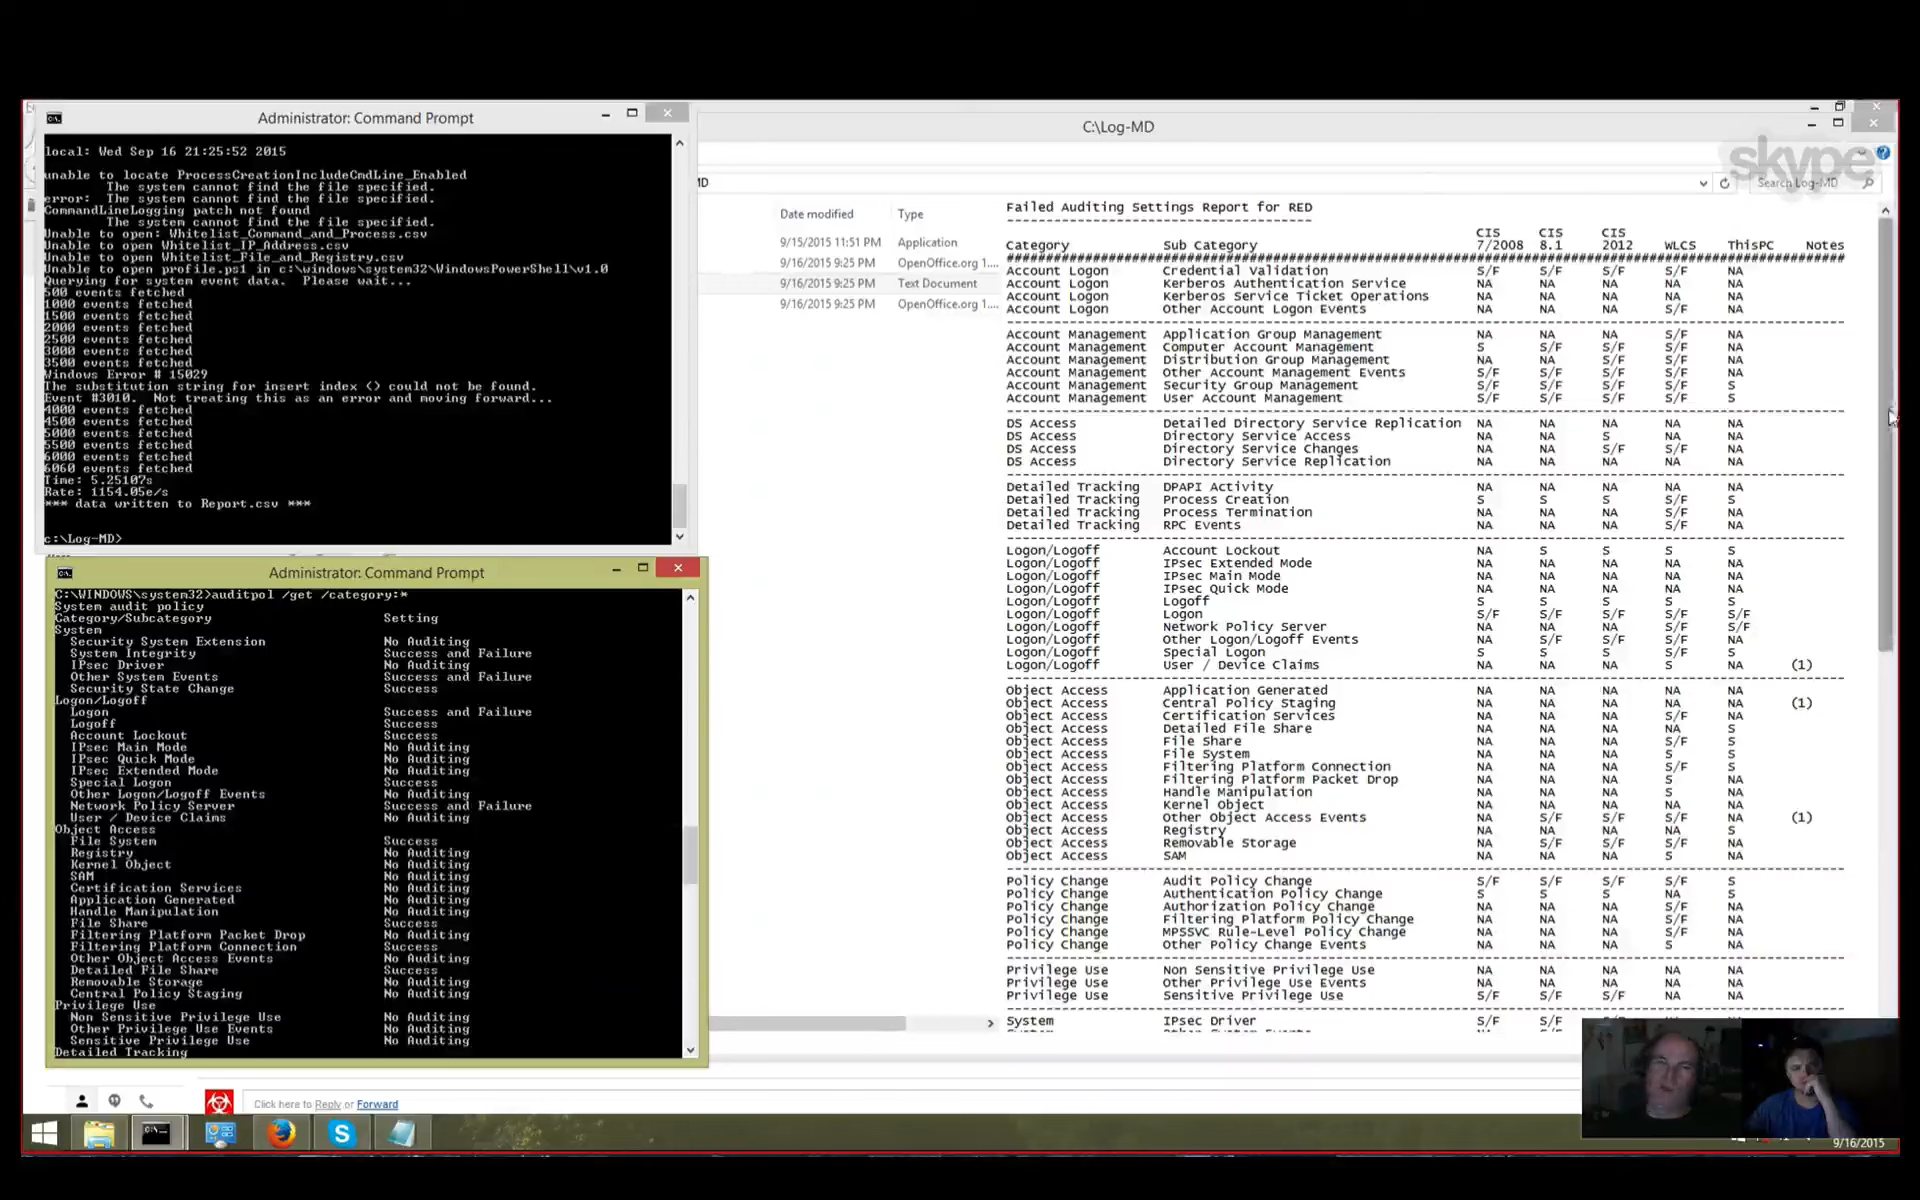 Administrator: Command Prompt
local: Wed Sep 16 21:25:52 2015
unable to locate ProcessCreationIncludeCmdLine_Enabled
The system cannot find the file specified.
error: The system cannot find the file specified.
CommandLineLogging patch not found
The system cannot find the file specified.
Unable to open: Whitelist_Command_and_Process.csv
Unable to open Whitelist_IP_Address.csv
Unable to open Whitelist_File_and_Registry.csv
Unable to open profile.ps1 in c:\windows\system32\WindowsPowerShell\v1.0
Querying for system event data. Please wait...
500 events fetched
1000 events fetched
1500 events fetched
2000 events fetched
2500 events fetched
3000 events fetched
3500 events fetched
Windows Error # 15029
The substitution string for insert index <> could not be found.
Event #3010. Not treating this as an error and moving forward...
4000 events fetched
4500 events fetched
5000 events fetched
5500 events fetched
6000 events fetched
6060 events fetched
Time: 5.25107s
Rate: 1154.05e/s
*** data written to Report.csv ***
c:\Log-MD>
Administrator: Command Prompt
C:\WINDOWS\system32>auditpol /get /category:*
System audit policy
Category/Subcategory Setting
System
Security System Extension No Auditing
System Integrity Success and Failure
IPsec Driver No Auditing
Other System Events Success and Failure
Security State Change Success
Logon/Logoff
Logon Success and Failure
Logoff Success
Account Lockout Success
IPsec Main Mode No Auditing
IPsec Quick Mode No Auditing
IPsec Extended Mode No Auditing
Special Logon Success
Other Logon/Logoff Events No Auditing
Network Policy Server Success and Failure
User / Device Claims No Auditing
Object Access
File System Success
Registry No Auditing
Kernel Object No Auditing
SAM No Auditing
Certification Services No Auditing
Application Generated No Auditing
Handle Manipulation No Auditing
File Share Success
Filtering Platform Packet Drop No Auditing
Filtering Platform Connection Success
Other Object Access Events No Auditing
Detailed File Share Success
Removable Storage No Auditing
Central Policy Staging No Auditing
Privilege Use
Non Sensitive Privilege Use No Auditing
Other Privilege Use Events No Auditing
Sensitive Privilege Use No Auditing
Detailed Tracking
C:\Log-MD
skype
MD
Search Log-MD
Date modified Type
9/15/2015 11:51 PM Application
9/16/2015 9:25 PM OpenOffice.org 1....
9/16/2015 9:25 PM Text Document
9/16/2015 9:25 PM OpenOffice.org 1....
Failed Auditing Settings Report for RED
CIS CIS CIS
Category Sub Category 7/2008 8.1 2012 WLCS ThisPC Notes
Account Logon Credential Validation S/F S/F S/F S/F NA
Account Logon Kerberos Authentication Service NA NA NA NA NA
Account Logon Kerberos Service Ticket Operations NA NA NA NA NA
Account Logon Other Account Logon Events NA NA NA S/F NA
Account Management Application Group Management NA NA NA S/F NA
Account Management Computer Account Management S S/F S/F S/F NA
Account Management Distribution Group Management NA NA NA S/F NA
Account Management Other Account Management Events S/F S/F S/F S/F NA
Account Management Security Group Management S/F S/F S/F S/F S
Account Management User Account Management S/F S/F S/F S/F S
DS Access Detailed Directory Service Replication NA NA NA NA NA
DS Access Directory Service Access NA NA S NA NA
DS Access Directory Service Changes NA NA S/F S/F NA
DS Access Directory Service Replication NA NA NA NA NA
Detailed Tracking DPAPI Activity NA NA NA NA NA
Detailed Tracking Process Creation S S S S/F S
Detailed Tracking Process Termination NA NA NA S/F NA
Detailed Tracking RPC Events NA NA NA S/F NA
Logon/Logoff Account Lockout NA S S S S
Logon/Logoff IPsec Extended Mode NA NA NA NA NA
Logon/Logoff IPsec Main Mode NA NA NA NA NA
Logon/Logoff IPsec Quick Mode NA NA NA NA NA
Logon/Logoff Logoff S S S S S
Logon/Logoff Logon S/F S/F S/F S/F S/F
Logon/Logoff Network Policy Server NA NA NA S/F S/F
Logon/Logoff Other Logon/Logoff Events NA S/F S/F S/F NA
Logon/Logoff Special Logon S S S S/F S
Logon/Logoff User / Device Claims NA NA NA S NA (1)
Object Access Application Generated NA NA NA NA NA
Object Access Central Policy Staging NA NA NA NA NA (1)
Object Access Certification Services NA NA NA S/F NA
Object Access Detailed File Share NA NA NA S S
Object Access File Share NA NA NA S/F S
Object Access File System NA NA NA S S
Object Access Filtering Platform Connection NA NA NA S/F S
Object Access Filtering Platform Packet Drop NA NA NA S NA
Object Access Handle Manipulation NA NA NA S NA
Object Access Kernel Object NA NA NA NA NA
Object Access Other Object Access Events NA S/F S/F S/F NA (1)
Object Access Registry NA NA NA S S
Object Access Removable Storage NA S/F S/F S/F NA
Object Access SAM NA NA NA S NA
Policy Change Audit Policy Change S/F S/F S/F S/F S
Policy Change Authentication Policy Change S S S S/F S
Policy Change Authorization Policy Change NA NA NA S/F NA
Policy Change Filtering Platform Policy Change NA NA NA S/F NA
Policy Change MPSSVC Rule-Level Policy Change NA NA NA S/F NA
Policy Change Other Policy Change Events NA NA NA S NA
Privilege Use Non Sensitive Privilege Use NA NA NA NA NA
Privilege Use Other Privilege Use Events NA NA NA NA NA
Privilege Use Sensitive Privilege Use S/F S/F S/F NA NA
System IPsec Driver S/F S/F
Click here to Reply or Forward
9/16/2015